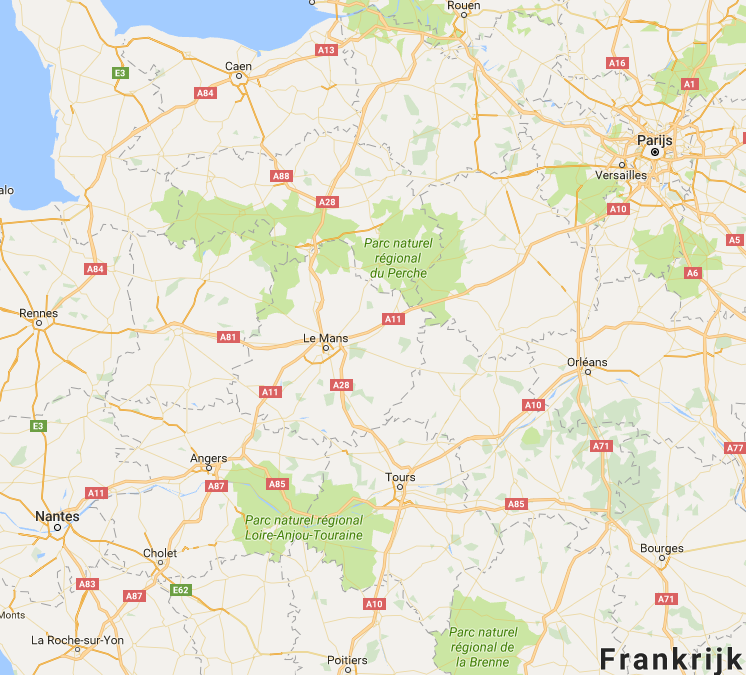 Rouen
A13
Caen
E3
A16
A84
A1
Parijs
Versailles
A88
alo
A28
A10
Parc naturel
régional
du Perche
A5
A84
A6
Rennes
A11
A81
Le Mans
Orléans
A28
A11
A10
E3
A71
A77
Angers
Tours
A87
A85
A11
A85
Nantes
Parc naturel régional
Loire-Anjou-Touraine
Bourges
Cholet
A83
E62
A87
A10
A71
Monts
La Roche-sur-Yon
Parc naturel
régional de
la Brenne
Poitiers
Frankrijk